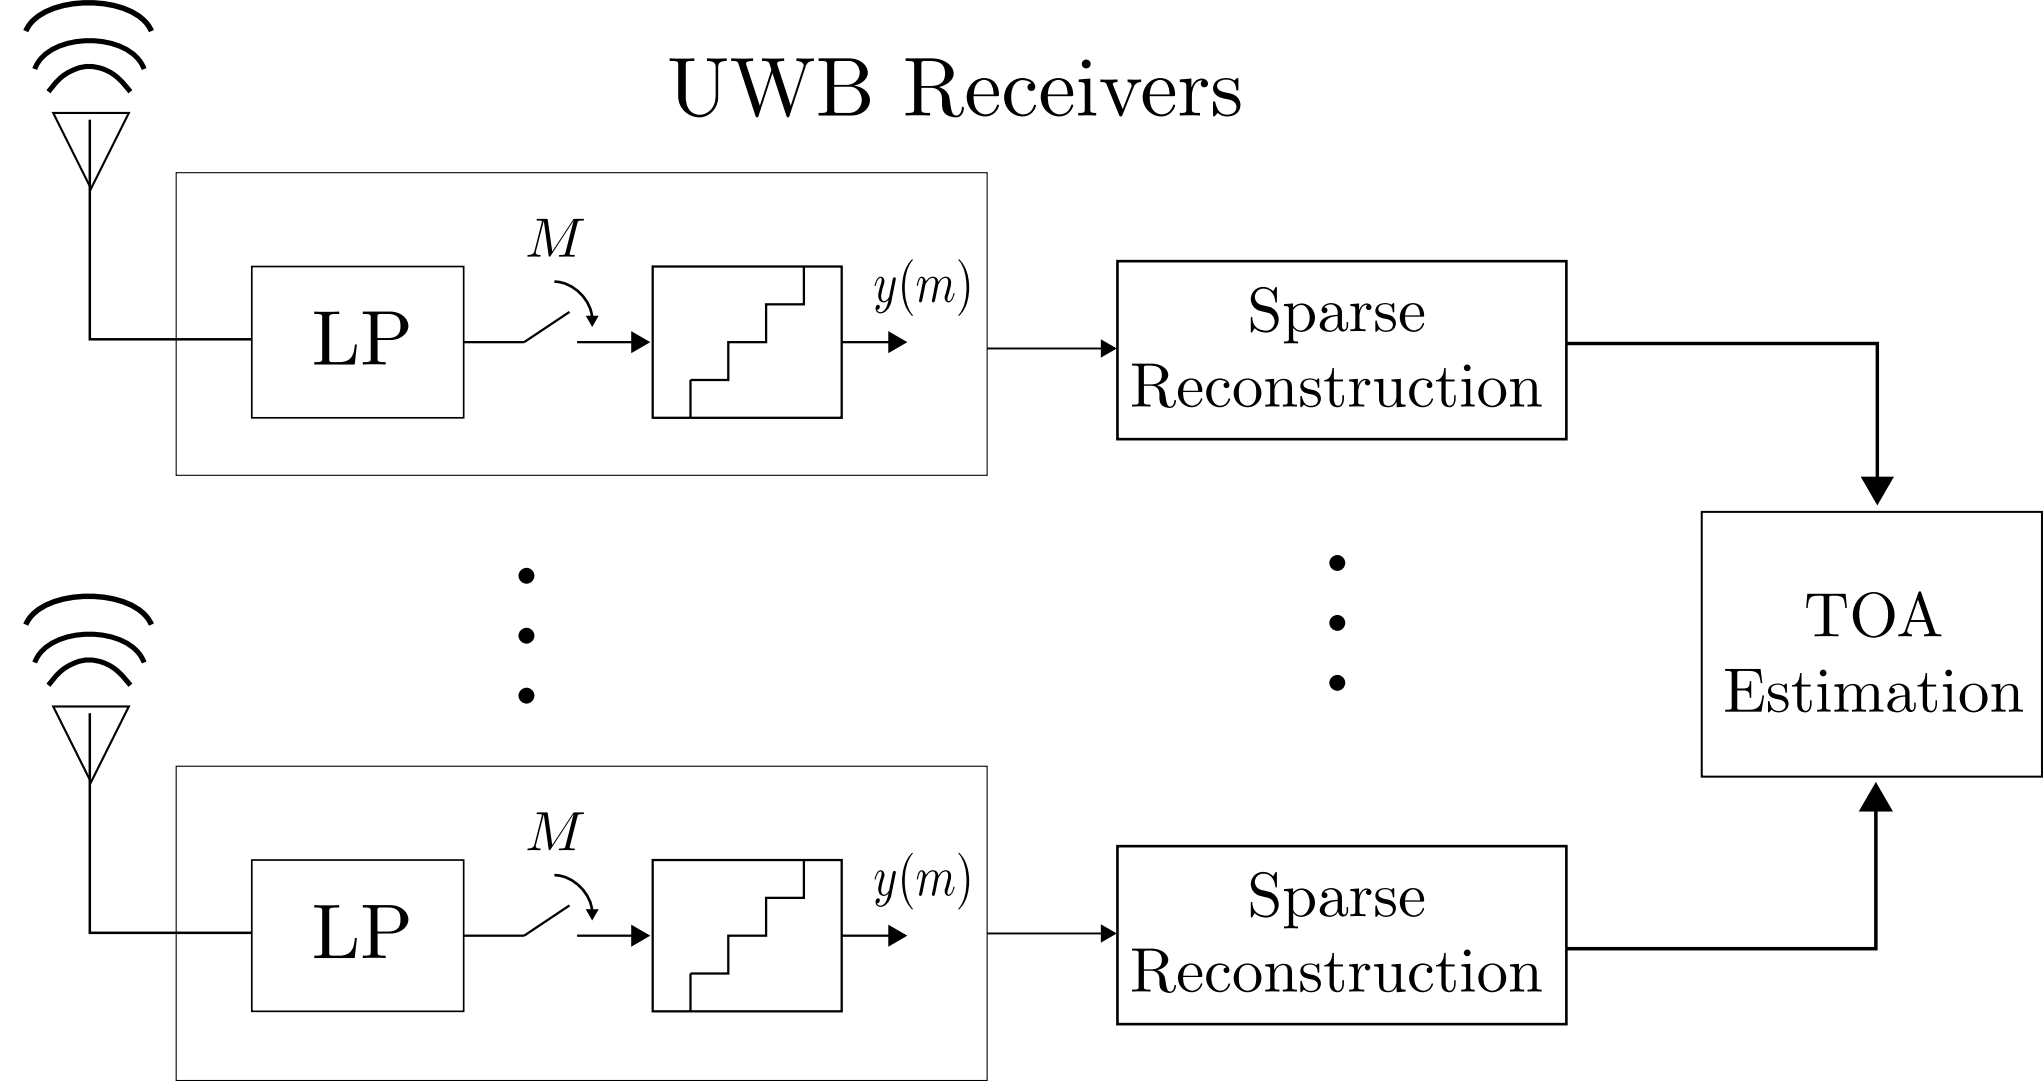 UWB Receivers
M
LP
y(m)
Sparse
Reconstruction
TOA
Estimation
M
LP
y(m)
Sparse
Reconstruction